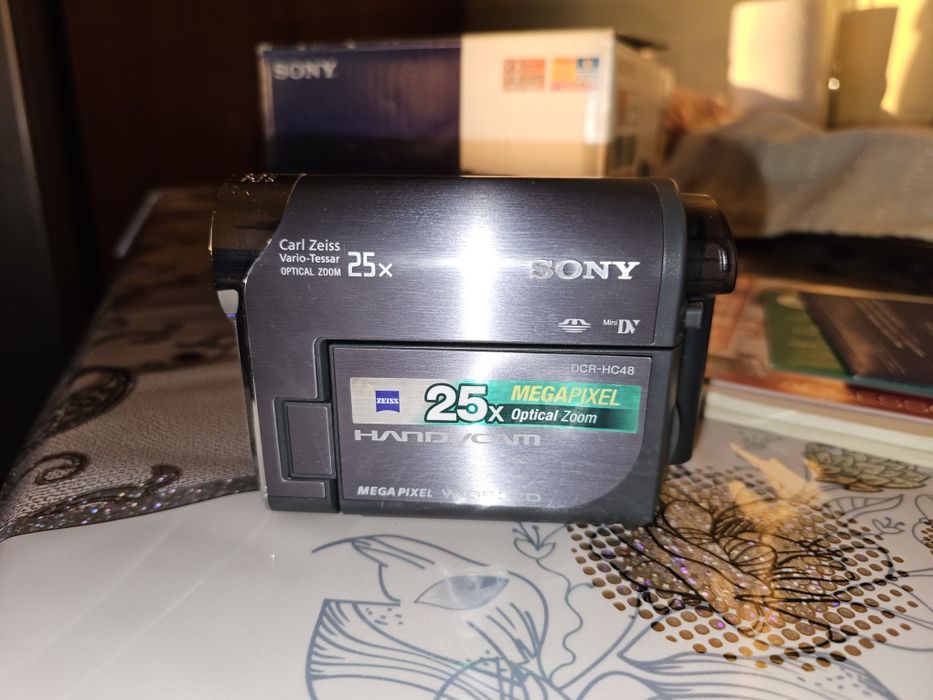 SONY
Carl Zeiss
Vario-Tessar
OPTICAL ZOOM 25x
SONY
Mini DV
DCR-HC48
ZEISS
25x MEGAPIXEL
Optical Zoom
HANDYCAM
MEGA PIXEL